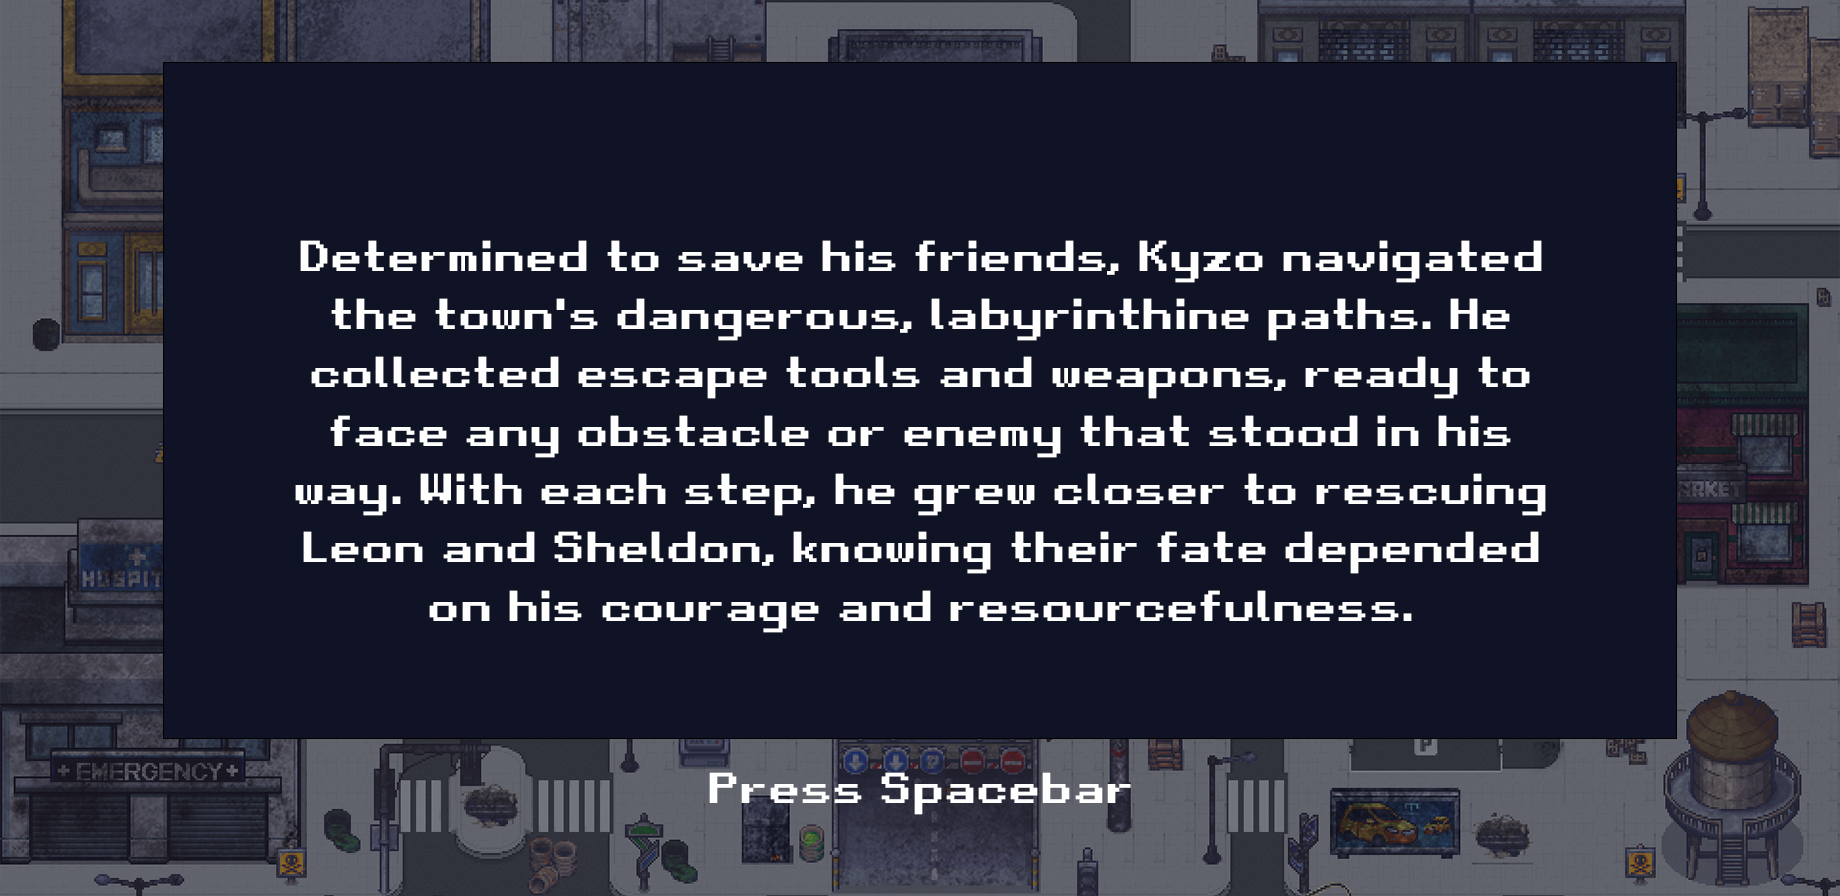 Determined to save his friends, Kyzo navigated
the town's dangerous, labyrinthine paths. He
collected escape tools and weapons, ready to
face any obstacle or enemy that stood in his
way. With each step, he grew closer to rescuing
Leon and Sheldon, knowing their fate depended
on his courage and resourcefulness.
ARKET
HOSPIT
P
+ EMERGENCY +
Press Spacebar